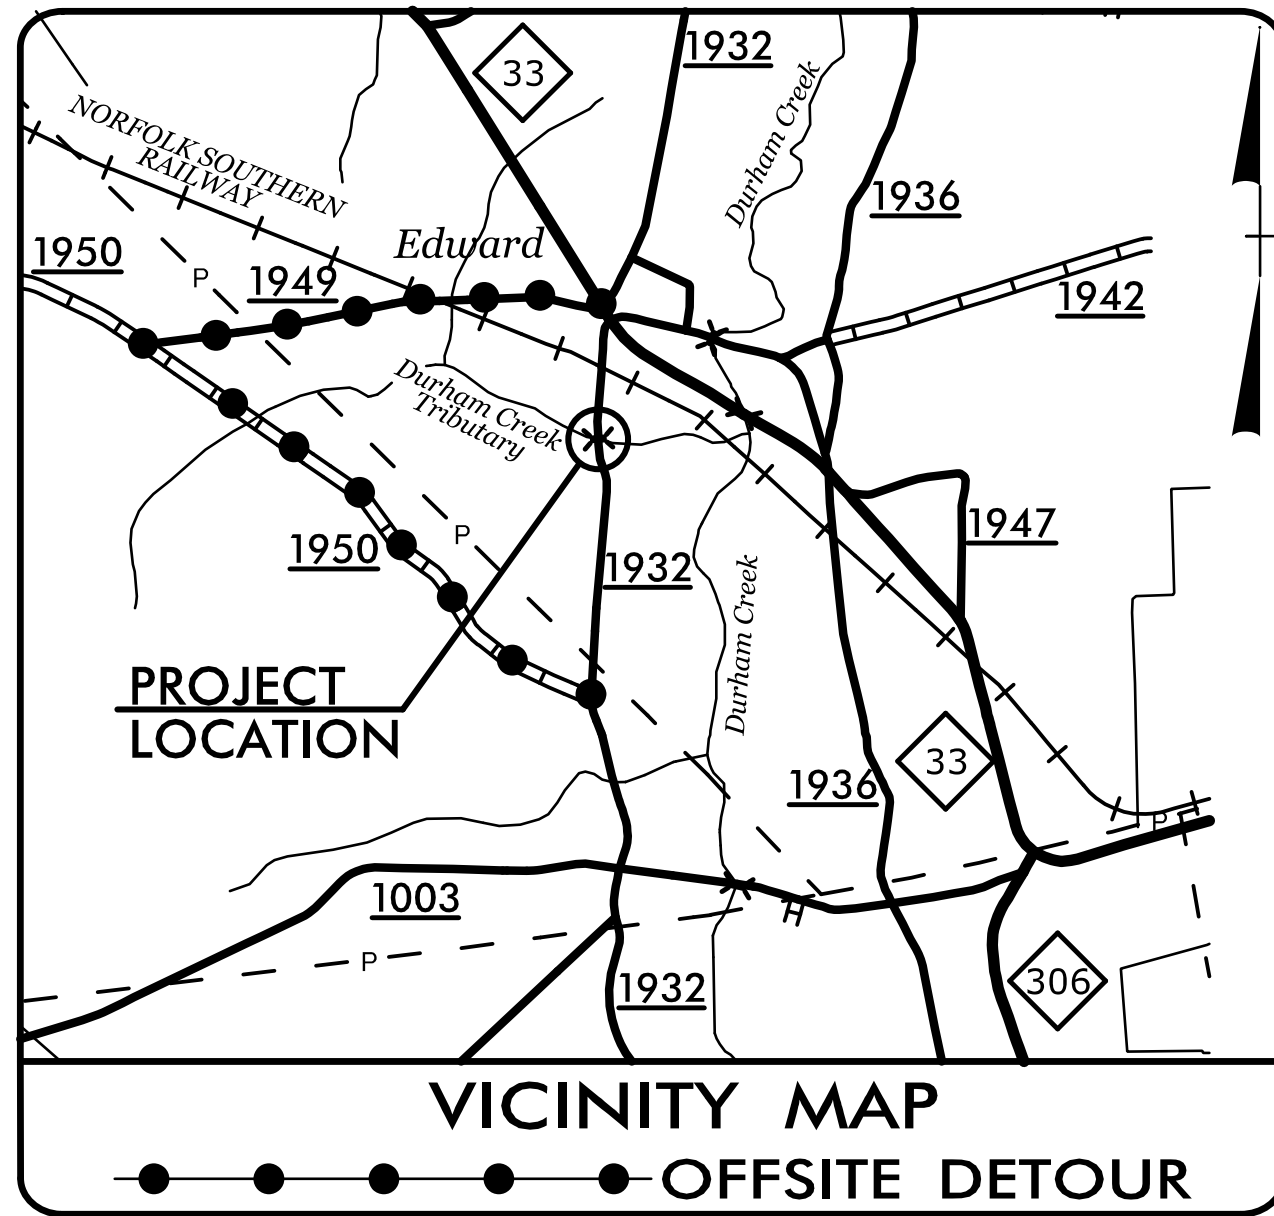 33
1932
Durham Creek
NORFOLK SOUTHERN
RAILWAY
1936
1950
Edward
P
1949
1942
Durham Creek
Tributary
1947
P
1950
1932
Durham Creek
PROJECT
LOCATION
33
1936
P
1003
P
1932
306
VICINITY MAP
OFFSITE DETOUR